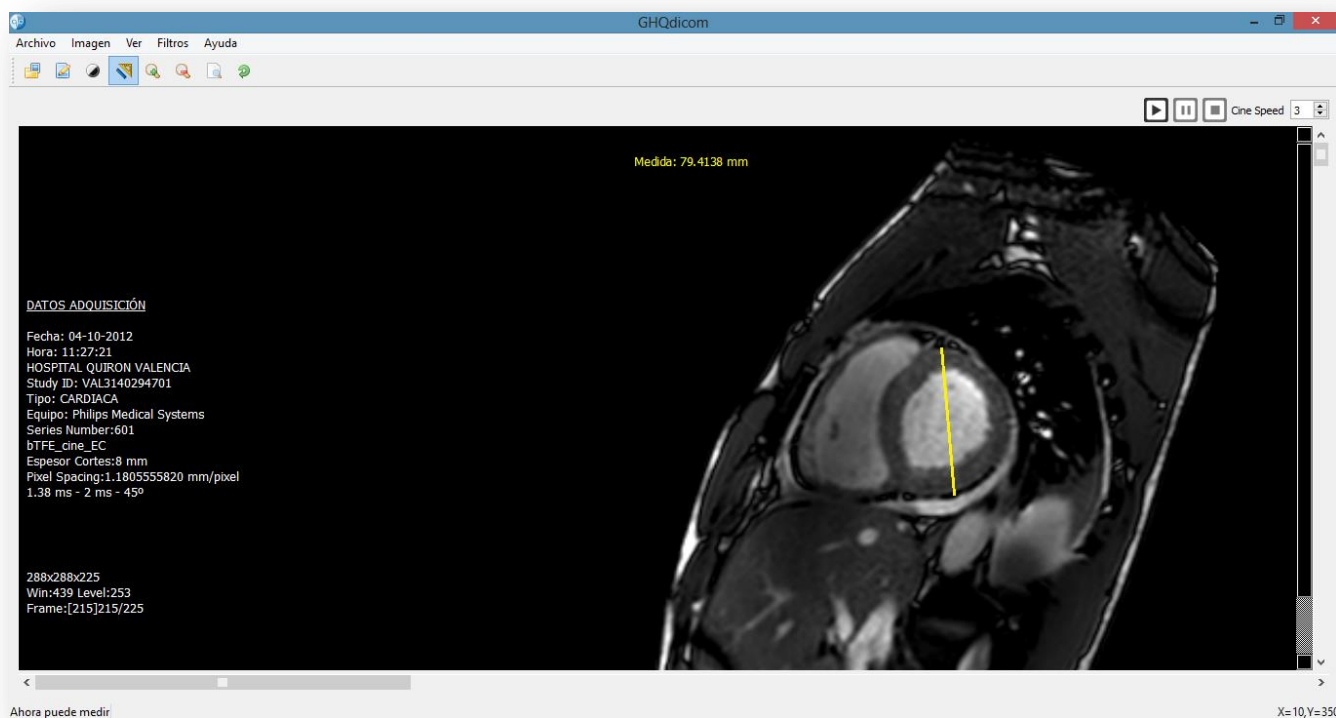 GHQdicom
Archivo Imagen Ver Filtros Ayuda
Cine Speed 3
Medida: 79.4138 mm
DATOS ADQUISICIÓN
Fecha: 04-10-2012
Hora: 11:27:21
HOSPITAL QUIRON VALENCIA
Study ID: VAL3140294701
Tipo: CARDIACA
Equipo: Philips Medical Systems
Series Number:601
bTFE_cine_EC
Espesor Cortes:8 mm
Pixel Spacing:1.1805555820 mm/pixel
1.38 ms - 2 ms - 45º
288x288x225
Win:439 Level:253
Frame:[215]215/225
Ahora puede medir
X=10,Y=350